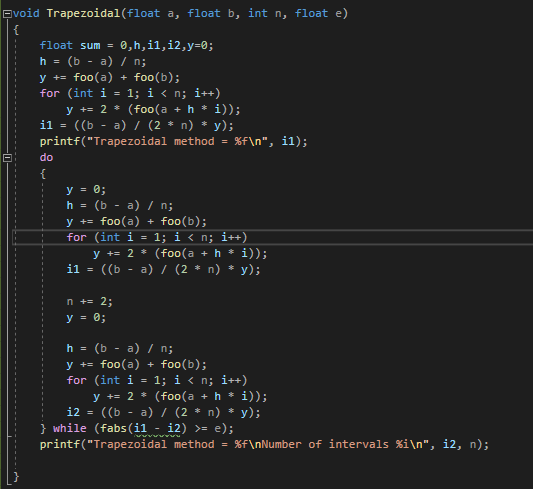 void Trapezoidal(float a, float b, int n, float e)
{
    float sum = 0,h,i1,i2,y=0;
    h = (b - a) / n;
    y += foo(a) + foo(b);
    for (int i = 1; i < n; i++)
        y += 2 * (foo(a + h * i));
    i1 = ((b - a) / (2 * n) * y);
    printf("Trapezoidal method = %f\n", i1);
    do
    {
        y = 0;
        h = (b - a) / n;
        y += foo(a) + foo(b);
        for (int i = 1; i < n; i++)
            y += 2 * (foo(a + h * i));
        i1 = ((b - a) / (2 * n) * y);

        n += 2;
        y = 0;

        h = (b - a) / n;
        y += foo(a) + foo(b);
        for (int i = 1; i < n; i++)
            y += 2 * (foo(a + h * i));
        i2 = ((b - a) / (2 * n) * y);
    } while (fabs(i1 - i2) >= e);
    printf("Trapezoidal method = %f\nNumber of intervals %i\n", i2, n);

}